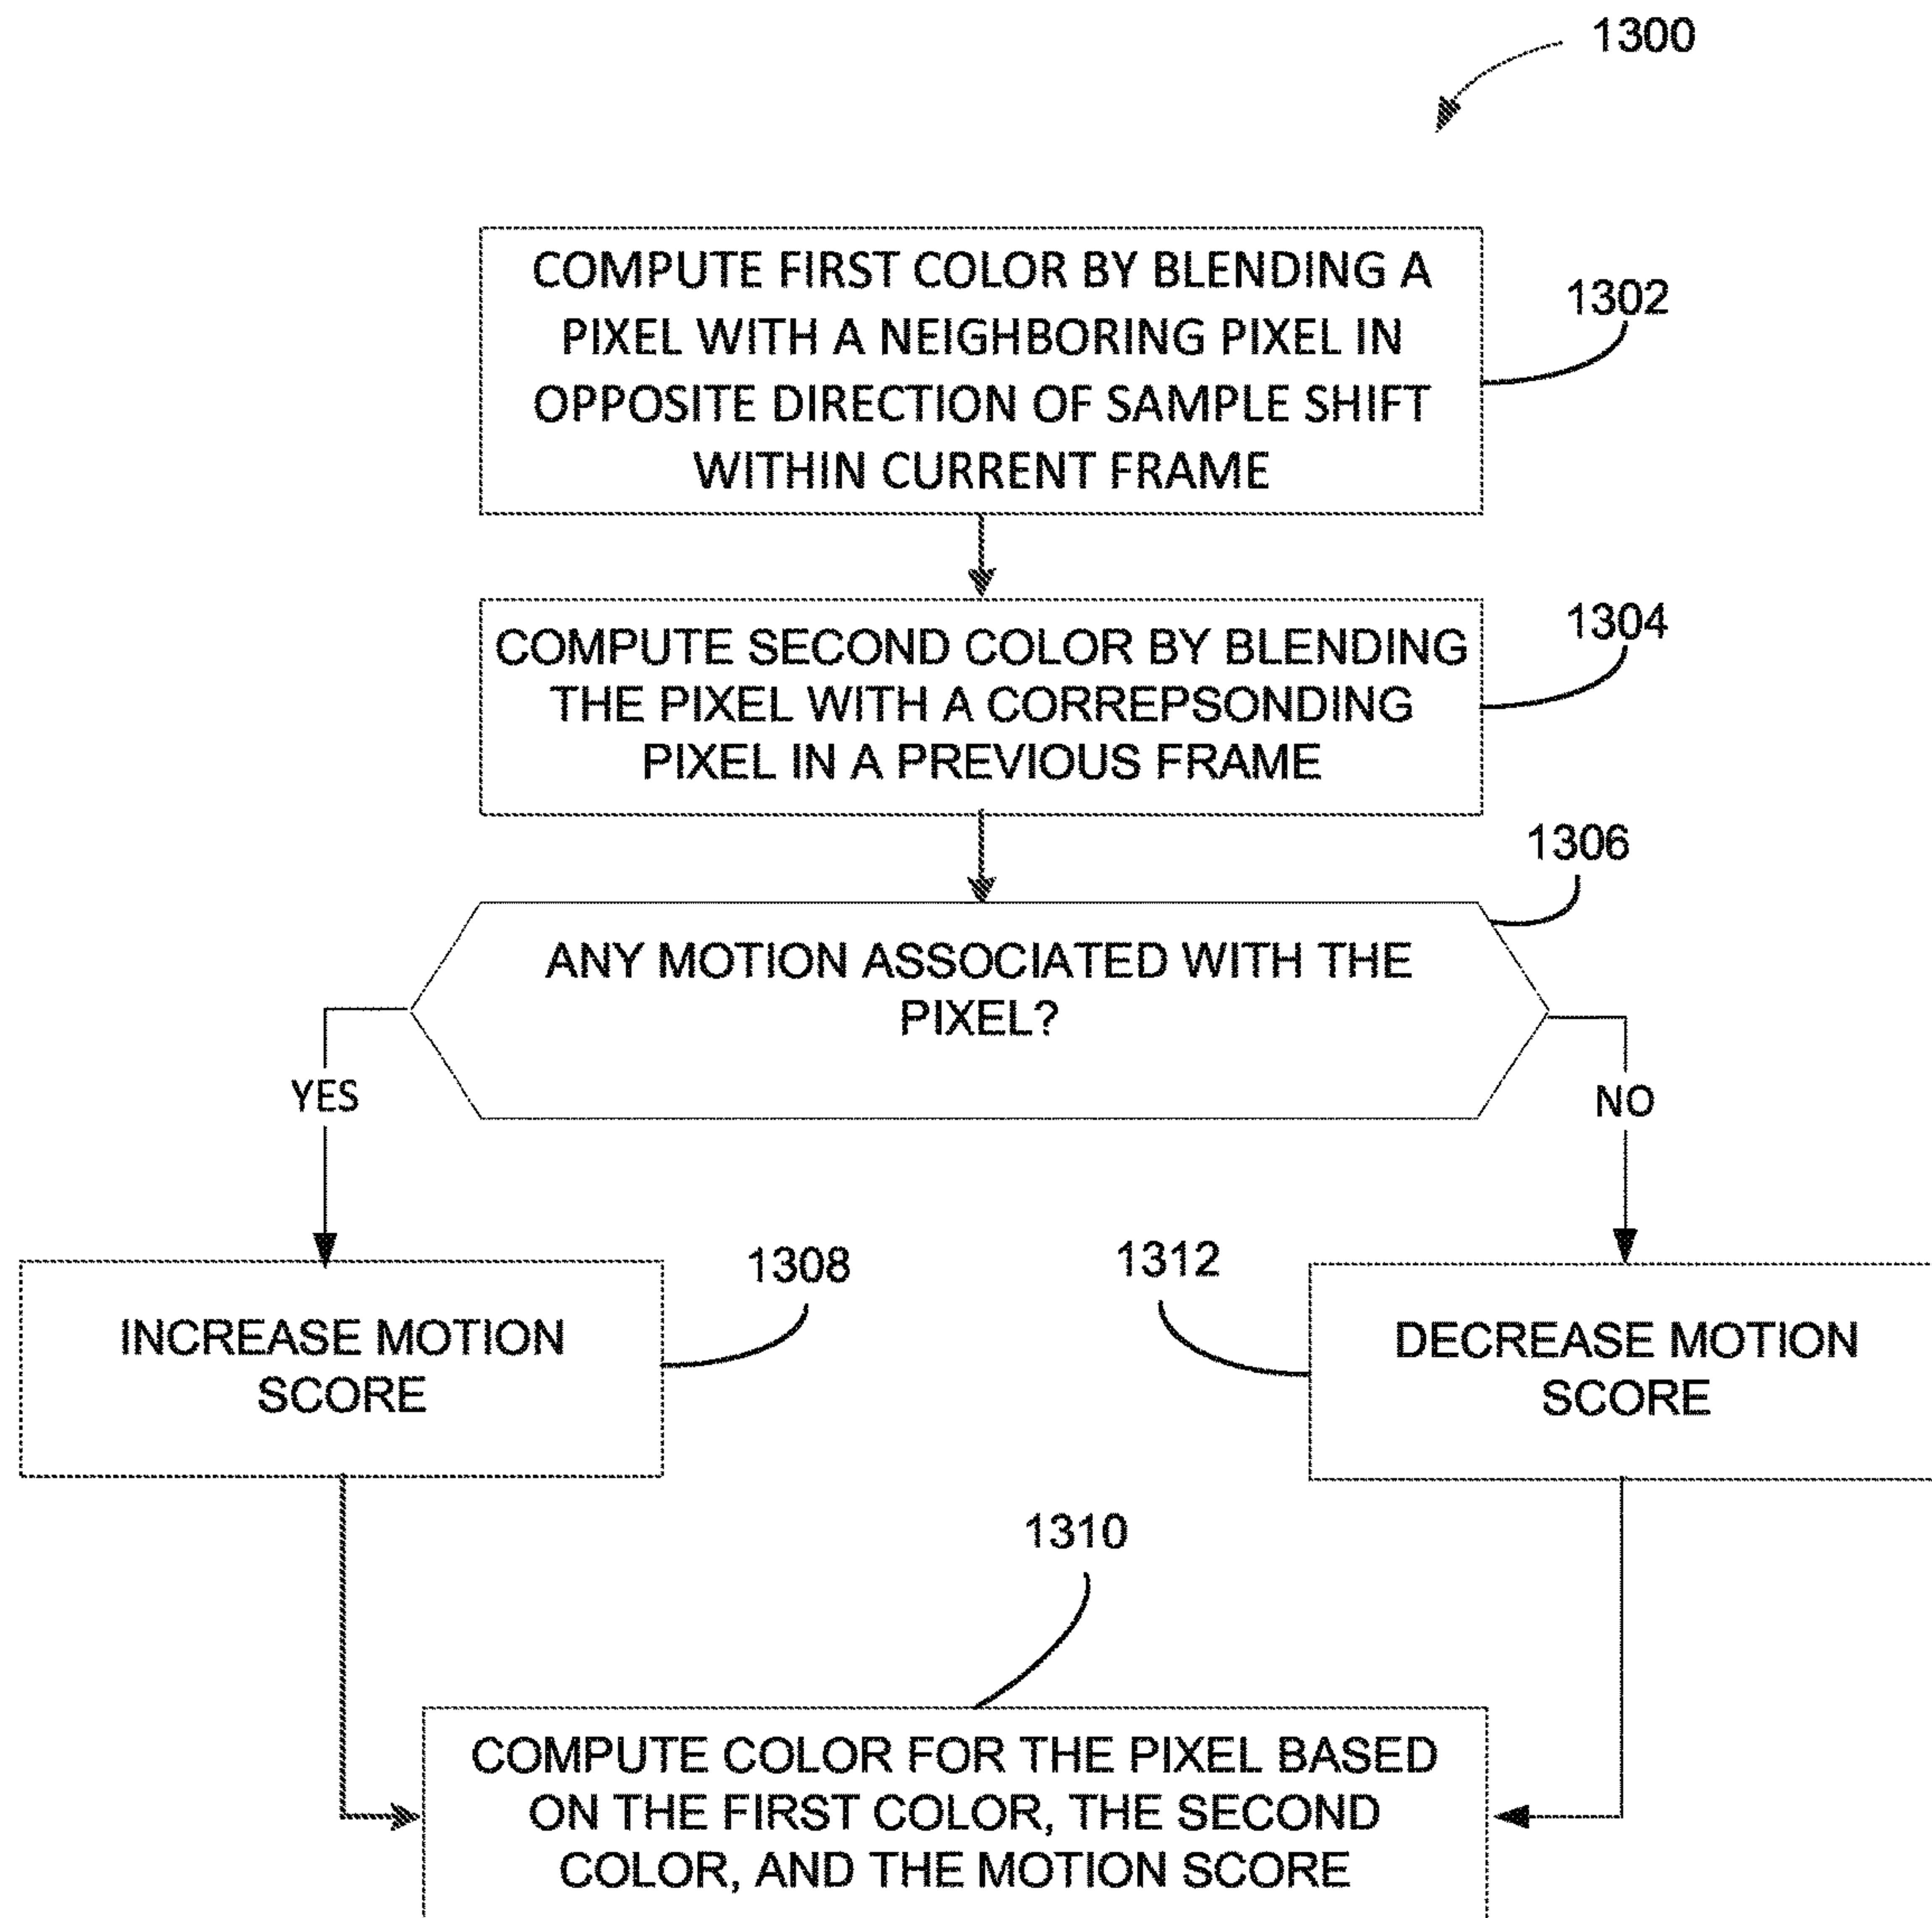 1300
COMPUTE FIRST COLOR BY BLENDING A
PIXEL WITH A NEIGHBORING PIXEL IN
OPPOSITE DIRECTION OF SAMPLE SHIFT
WITHIN CURRENT FRAME
1302
COMPUTE SECOND COLOR BY BLENDING
THE PIXEL WITH A CORREPSONDING
PIXEL IN A PREVIOUS FRAME
1304
1306
ANY MOTION ASSOCIATED WITH THE
PIXEL?
YES
NO
INCREASE MOTION
SCORE
1308
1312
DECREASE MOTION
SCORE
1310
COMPUTE COLOR FOR THE PIXEL BASED
ON THE FIRST COLOR, THE SECOND
COLOR, AND THE MOTION SCORE